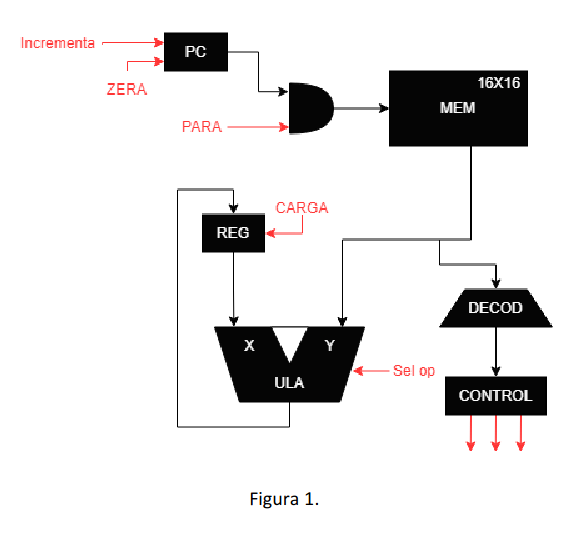 Incrementa
PC
ZERA
PARA
16X16
MEM
CARGA
REG
DECOD
X
Y
ULA
Sel op
CONTROL
Figura 1.